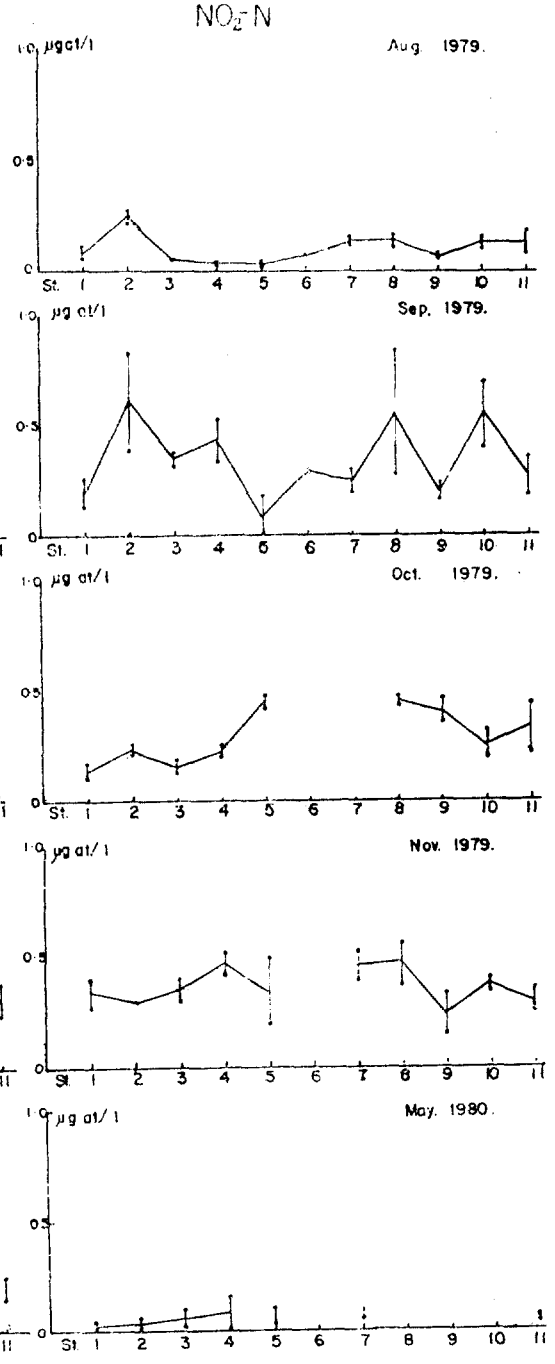 NO₂-N
1·0 µgat/l Aug. 1979.
0·5
0
St. 1 2 3 4 5 6 7 8 9 10 11
1·0 µg at/l Sep. 1979.
0·5
0
1 St. 1 2 3 4 5 6 7 8 9 10 11
1·0 µg at/l Oct. 1979.
0·5
0
1 St. 1 2 3 4 5 6 7 8 9 10 11
1·0 µg at/l Nov. 1979.
0·5
0
11 St. 1 2 3 4 5 6 7 8 9 10 11
1·0 µg at/l May. 1980.
0·5
0
11 St. 1 2 3 4 5 6 7 8 9 10 11